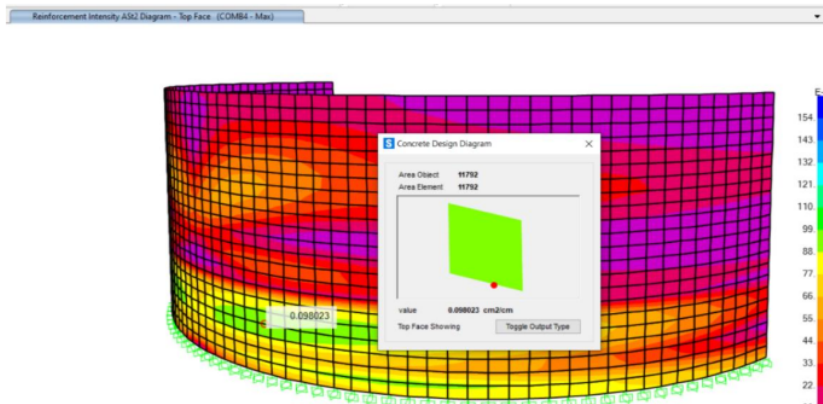 Reinforcement Intensity ASt2 Diagram - Top Face (COMB4 - Max)
S Concrete Design Diagram
Area Object 11792
Area Element 11792
value 0.098023 cm2/cm
Top Face Showing Toggle Output Type
0.098023
154.
143.
132.
121.
110.
99.
88.
77.
66.
55.
44.
33.
22.